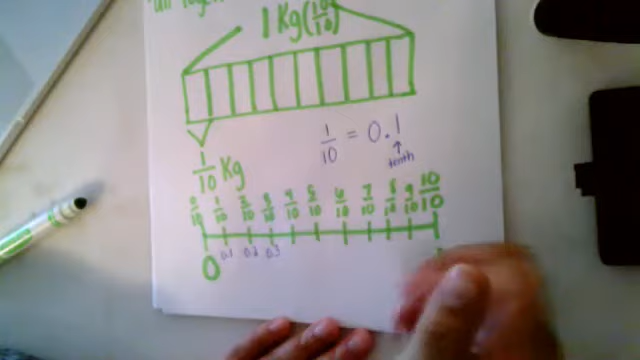 1 Kg (10/10)
1/10 = 0.1
tenth
1/10 Kg
0/10 1/10 2/10 3/10 4/10 5/10 6/10 7/10 8/10 9/10 10/10
0 0.1 0.2 0.3